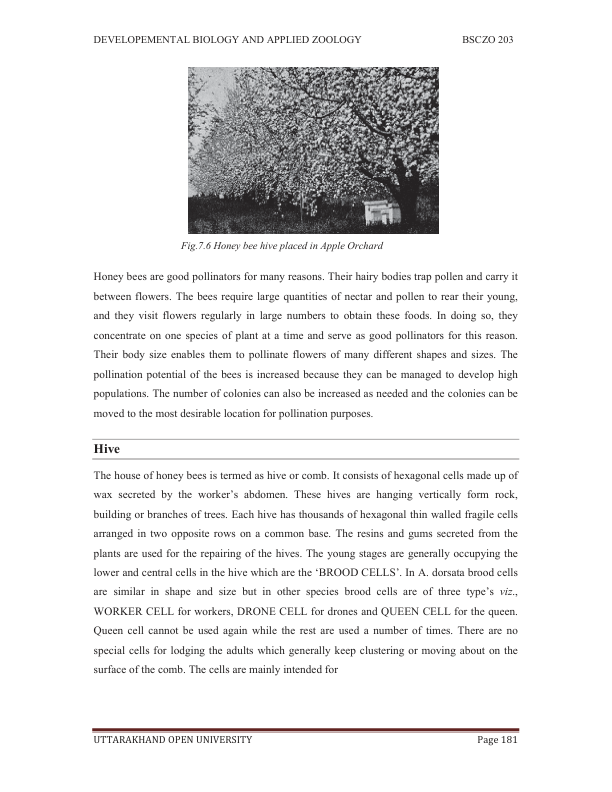 DEVELOPEMENTAL BIOLOGY AND APPLIED ZOOLOGY BSCZO 203
Fig.7.6 Honey bee hive placed in Apple Orchard
Honey bees are good pollinators for many reasons. Their hairy bodies trap pollen and carry it
between flowers. The bees require large quantities of nectar and pollen to rear their young,
and they visit flowers regularly in large numbers to obtain these foods. In doing so, they
concentrate on one species of plant at a time and serve as good pollinators for this reason.
Their body size enables them to pollinate flowers of many different shapes and sizes. The
pollination potential of the bees is increased because they can be managed to develop high
populations. The number of colonies can also be increased as needed and the colonies can be
moved to the most desirable location for pollination purposes.
Hive
The house of honey bees is termed as hive or comb. It consists of hexagonal cells made up of
wax secreted by the worker’s abdomen. These hives are hanging vertically form rock,
building or branches of trees. Each hive has thousands of hexagonal thin walled fragile cells
arranged in two opposite rows on a common base. The resins and gums secreted from the
plants are used for the repairing of the hives. The young stages are generally occupying the
lower and central cells in the hive which are the ‘BROOD CELLS’. In A. dorsata brood cells
are similar in shape and size but in other species brood cells are of three type’s viz.,
WORKER CELL for workers, DRONE CELL for drones and QUEEN CELL for the queen.
Queen cell cannot be used again while the rest are used a number of times. There are no
special cells for lodging the adults which generally keep clustering or moving about on the
surface of the comb. The cells are mainly intended for
UTTARAKHAND OPEN UNIVERSITY Page 181